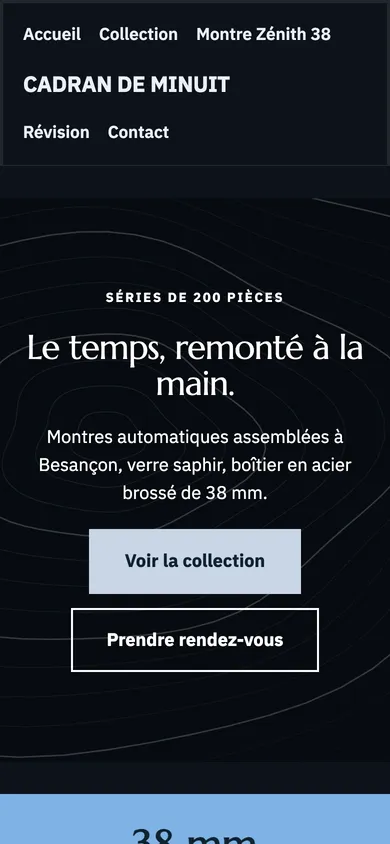 Accueil Collection Montre Zénith 38
CADRAN DE MINUIT
Révision Contact
SÉRIES DE 200 PIÈCES
Le temps, remonté à la
main.
Montres automatiques assemblées à
Besançon, verre saphir, boîtier en acier
brossé de 38 mm.
Voir la collection
Prendre rendez-vous
38 mm